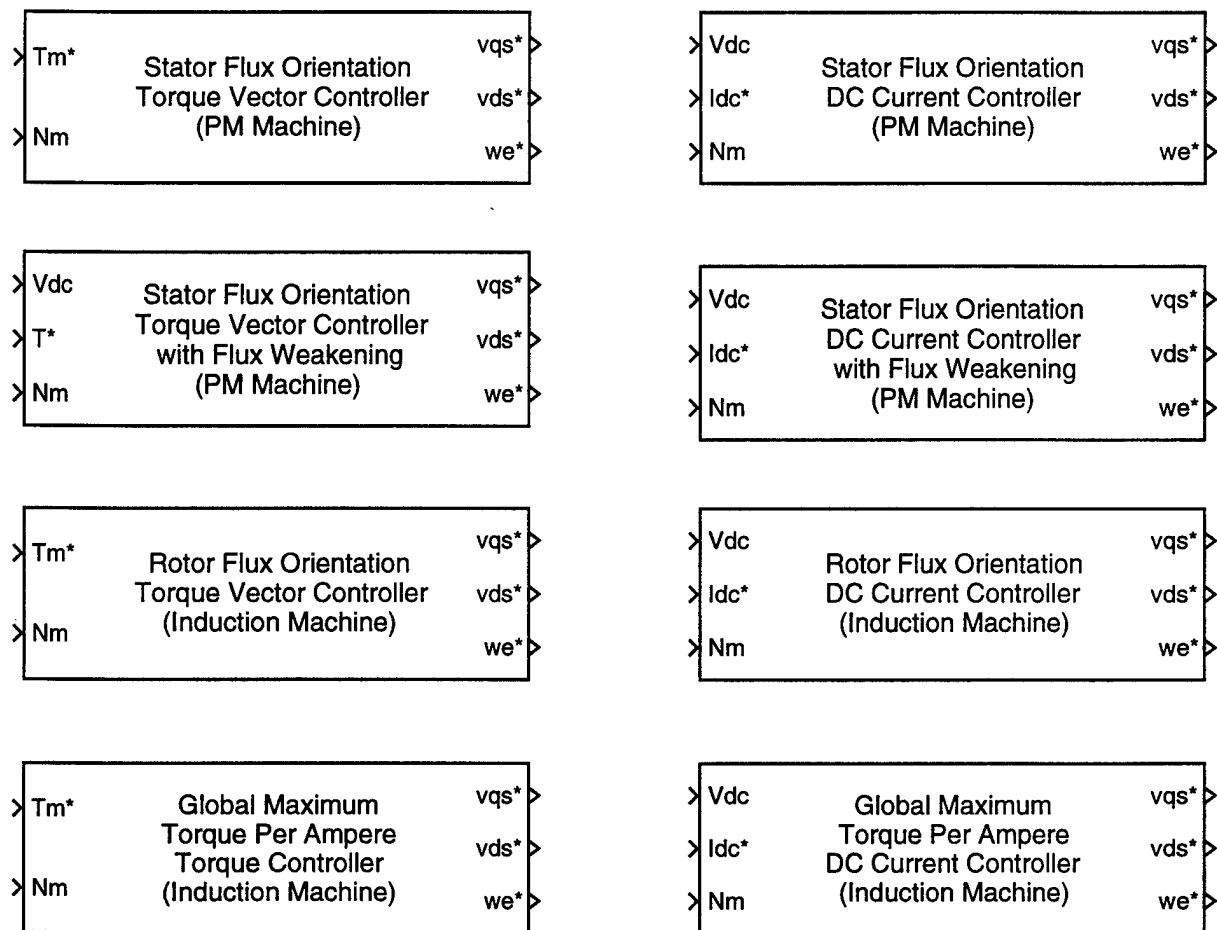 Tm*
Nm
Stator Flux Orientation
Torque Vector Controller
(PM Machine)
vqs*
vds*
we*
Vdc
Idc*
Nm
Stator Flux Orientation
DC Current Controller
(PM Machine)
vqs*
vds*
we*
Vdc
T*
Nm
Stator Flux Orientation
Torque Vector Controller
with Flux Weakening
(PM Machine)
vqs*
vds*
we*
Vdc
Idc*
Nm
Stator Flux Orientation
DC Current Controller
with Flux Weakening
(PM Machine)
vqs*
vds*
we*
Tm*
Nm
Rotor Flux Orientation
Torque Vector Controller
(Induction Machine)
vqs*
vds*
we*
Vdc
Idc*
Nm
Rotor Flux Orientation
DC Current Controller
(Induction Machine)
vqs*
vds*
we*
Tm*
Nm
Global Maximum
Torque Per Ampere
Torque Controller
(Induction Machine)
vqs*
vds*
we*
Vdc
Idc*
Nm
Global Maximum
Torque Per Ampere
DC Current Controller
(Induction Machine)
vqs*
vds*
we*